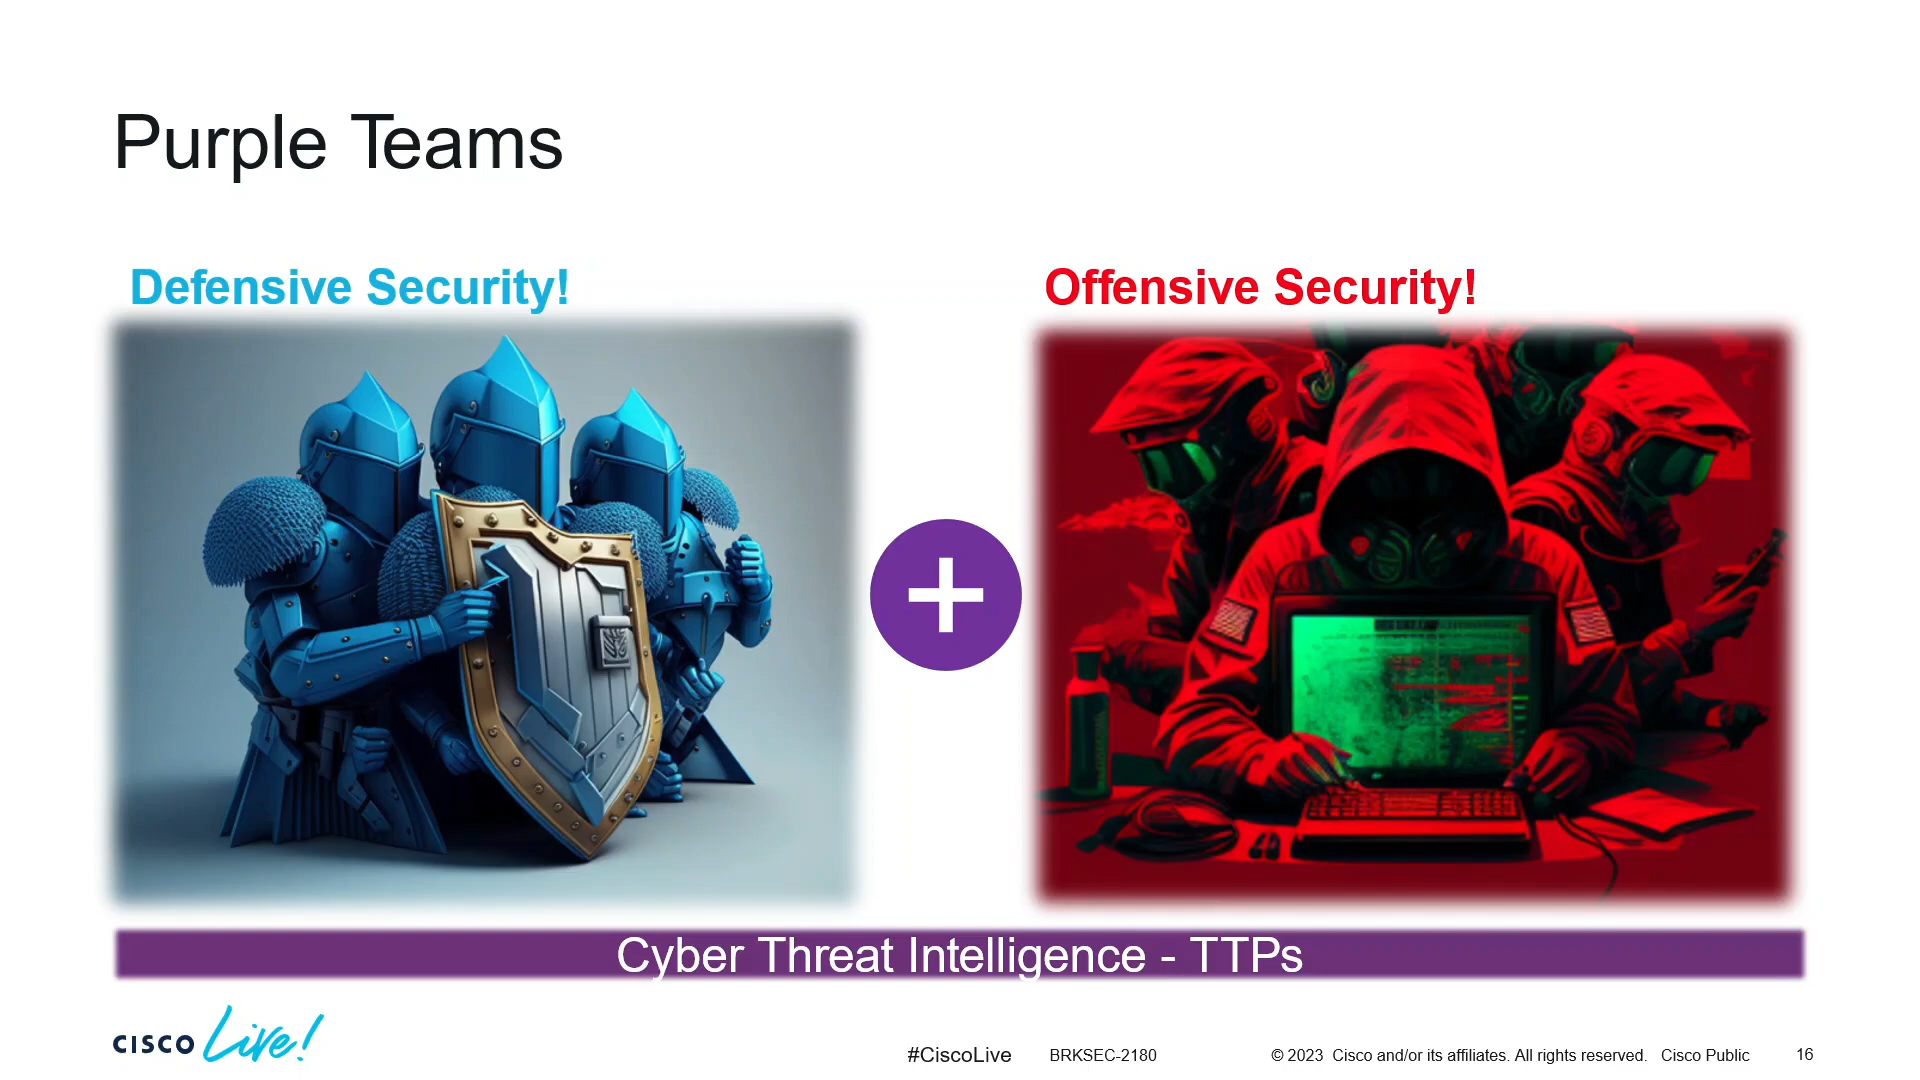 Purple Teams
Defensive Security!
Offensive Security!
Cyber Threat Intelligence - TTPs
CISCO Live!
#CiscoLive
BRKSEC-2180
© 2023 Cisco and/or its affiliates. All rights reserved. Cisco Public
16